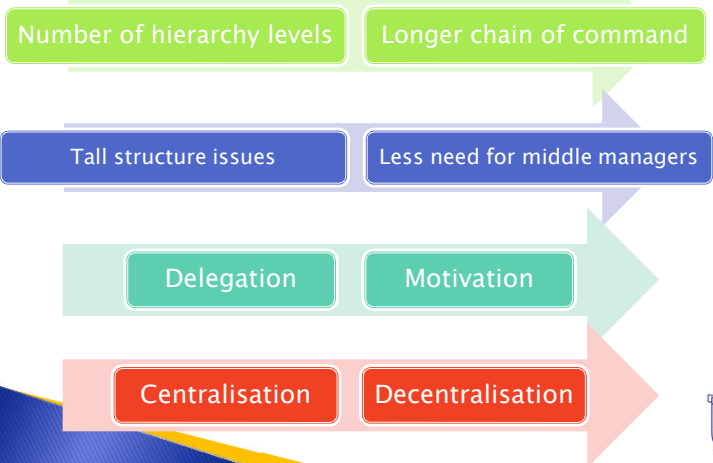 Number of hierarchy levels
Longer chain of command
Tall structure issues
Less need for middle managers
Delegation
Motivation
Centralisation
Decentralisation